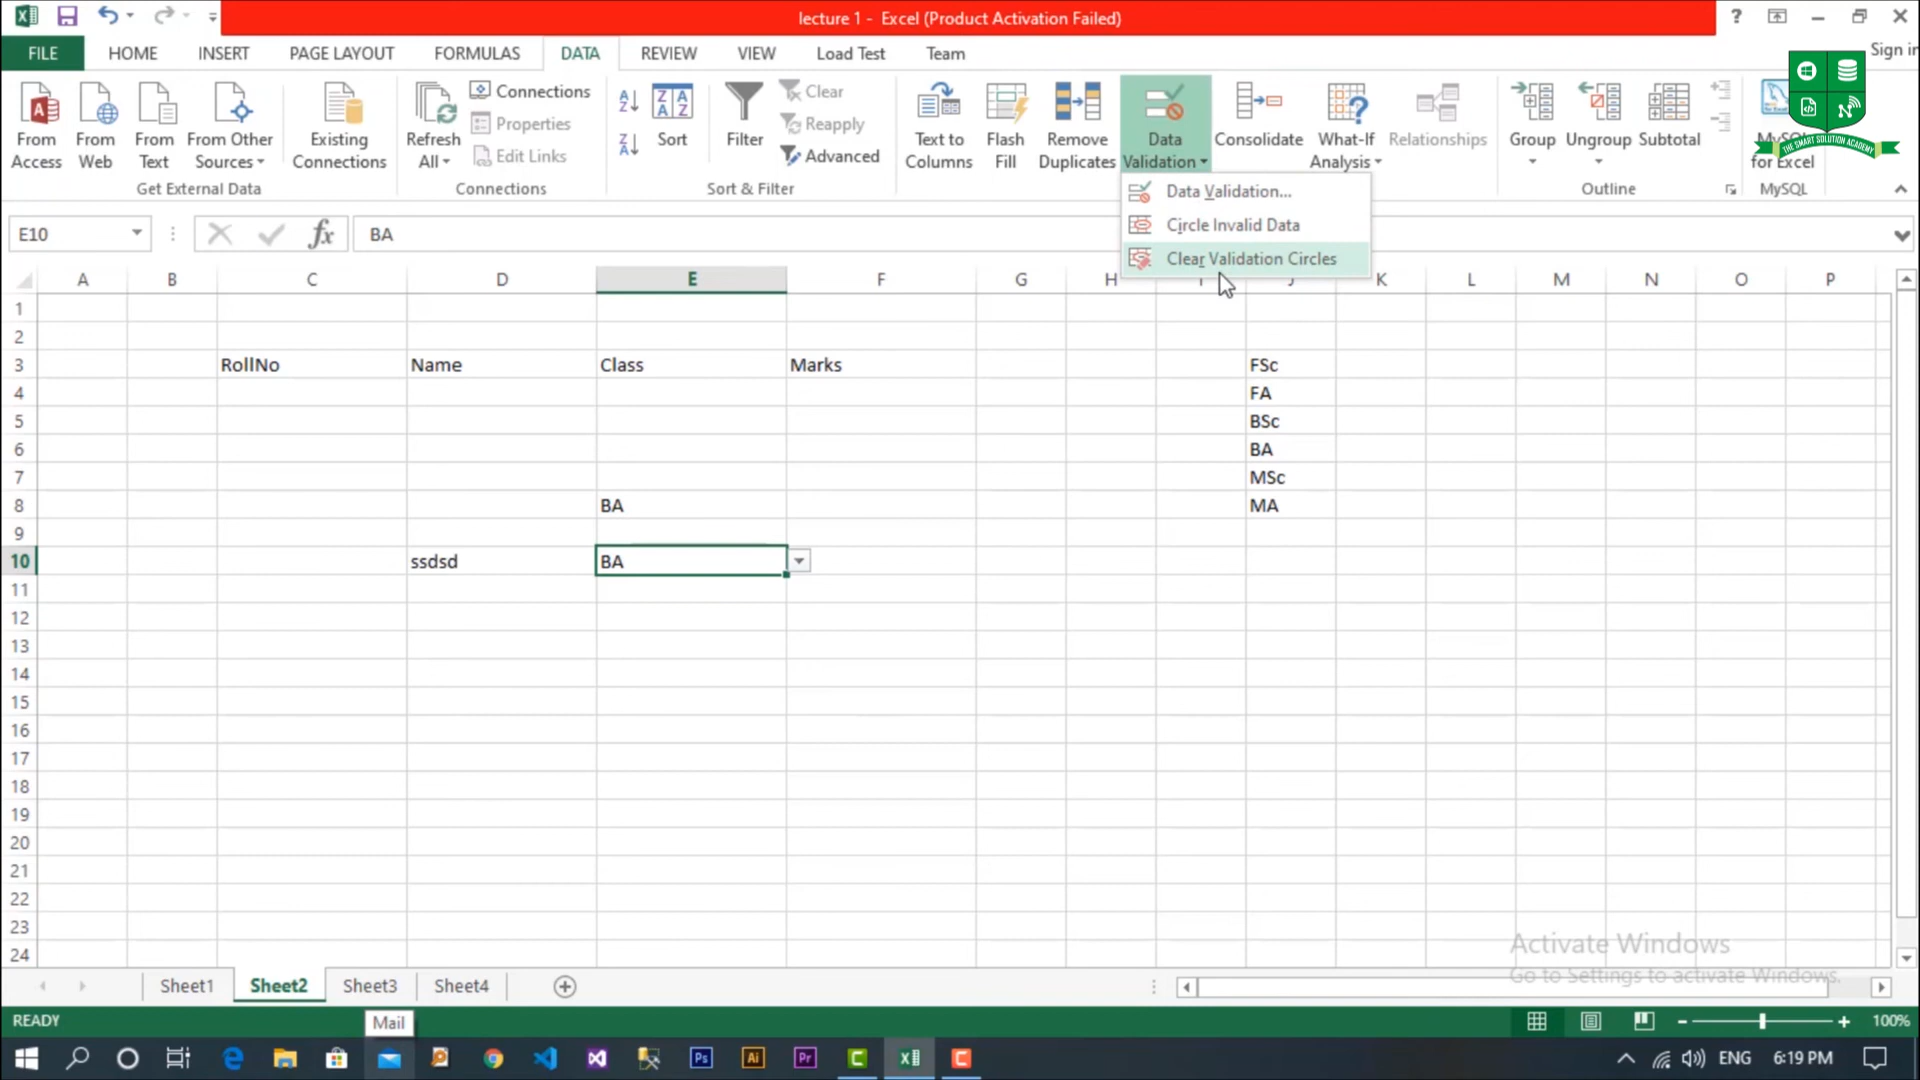 lecture 1 - Excel (Product Activation Failed)
?
FILE HOME INSERT PAGE LAYOUT FORMULAS DATA REVIEW VIEW Load Test Team
Sign in
From Access
From Web
From Text
From Other Sources
Get External Data
Existing Connections
Refresh All
Connections
Properties
Edit Links
Connections
Sort
Filter
Clear
Reapply
Advanced
Sort & Filter
Text to Columns
Flash Fill
Remove Duplicates
Data Validation
Consolidate
What-If Analysis
Relationships
Group
Ungroup
Subtotal
Outline
MySQL for Excel
MySQL
THE SMART SOLUTION ACADEMY
Data Validation...
Circle Invalid Data
Clear Validation Circles
E10
fx
BA
A B C D E F G H I J K L M N O P
1
2
3 RollNo Name Class Marks FSc
4 FA
5 BSc
6 BA
7 MSc
8 BA MA
9
10 ssdsd BA
11
12
13
14
15
16
17
18
19
20
21
22
23
24
Activate Windows
Go to Settings to activate Windows.
Sheet1 Sheet2 Sheet3 Sheet4
READY
Mail
100%
Ps Ai Pr
ENG 6:19 PM